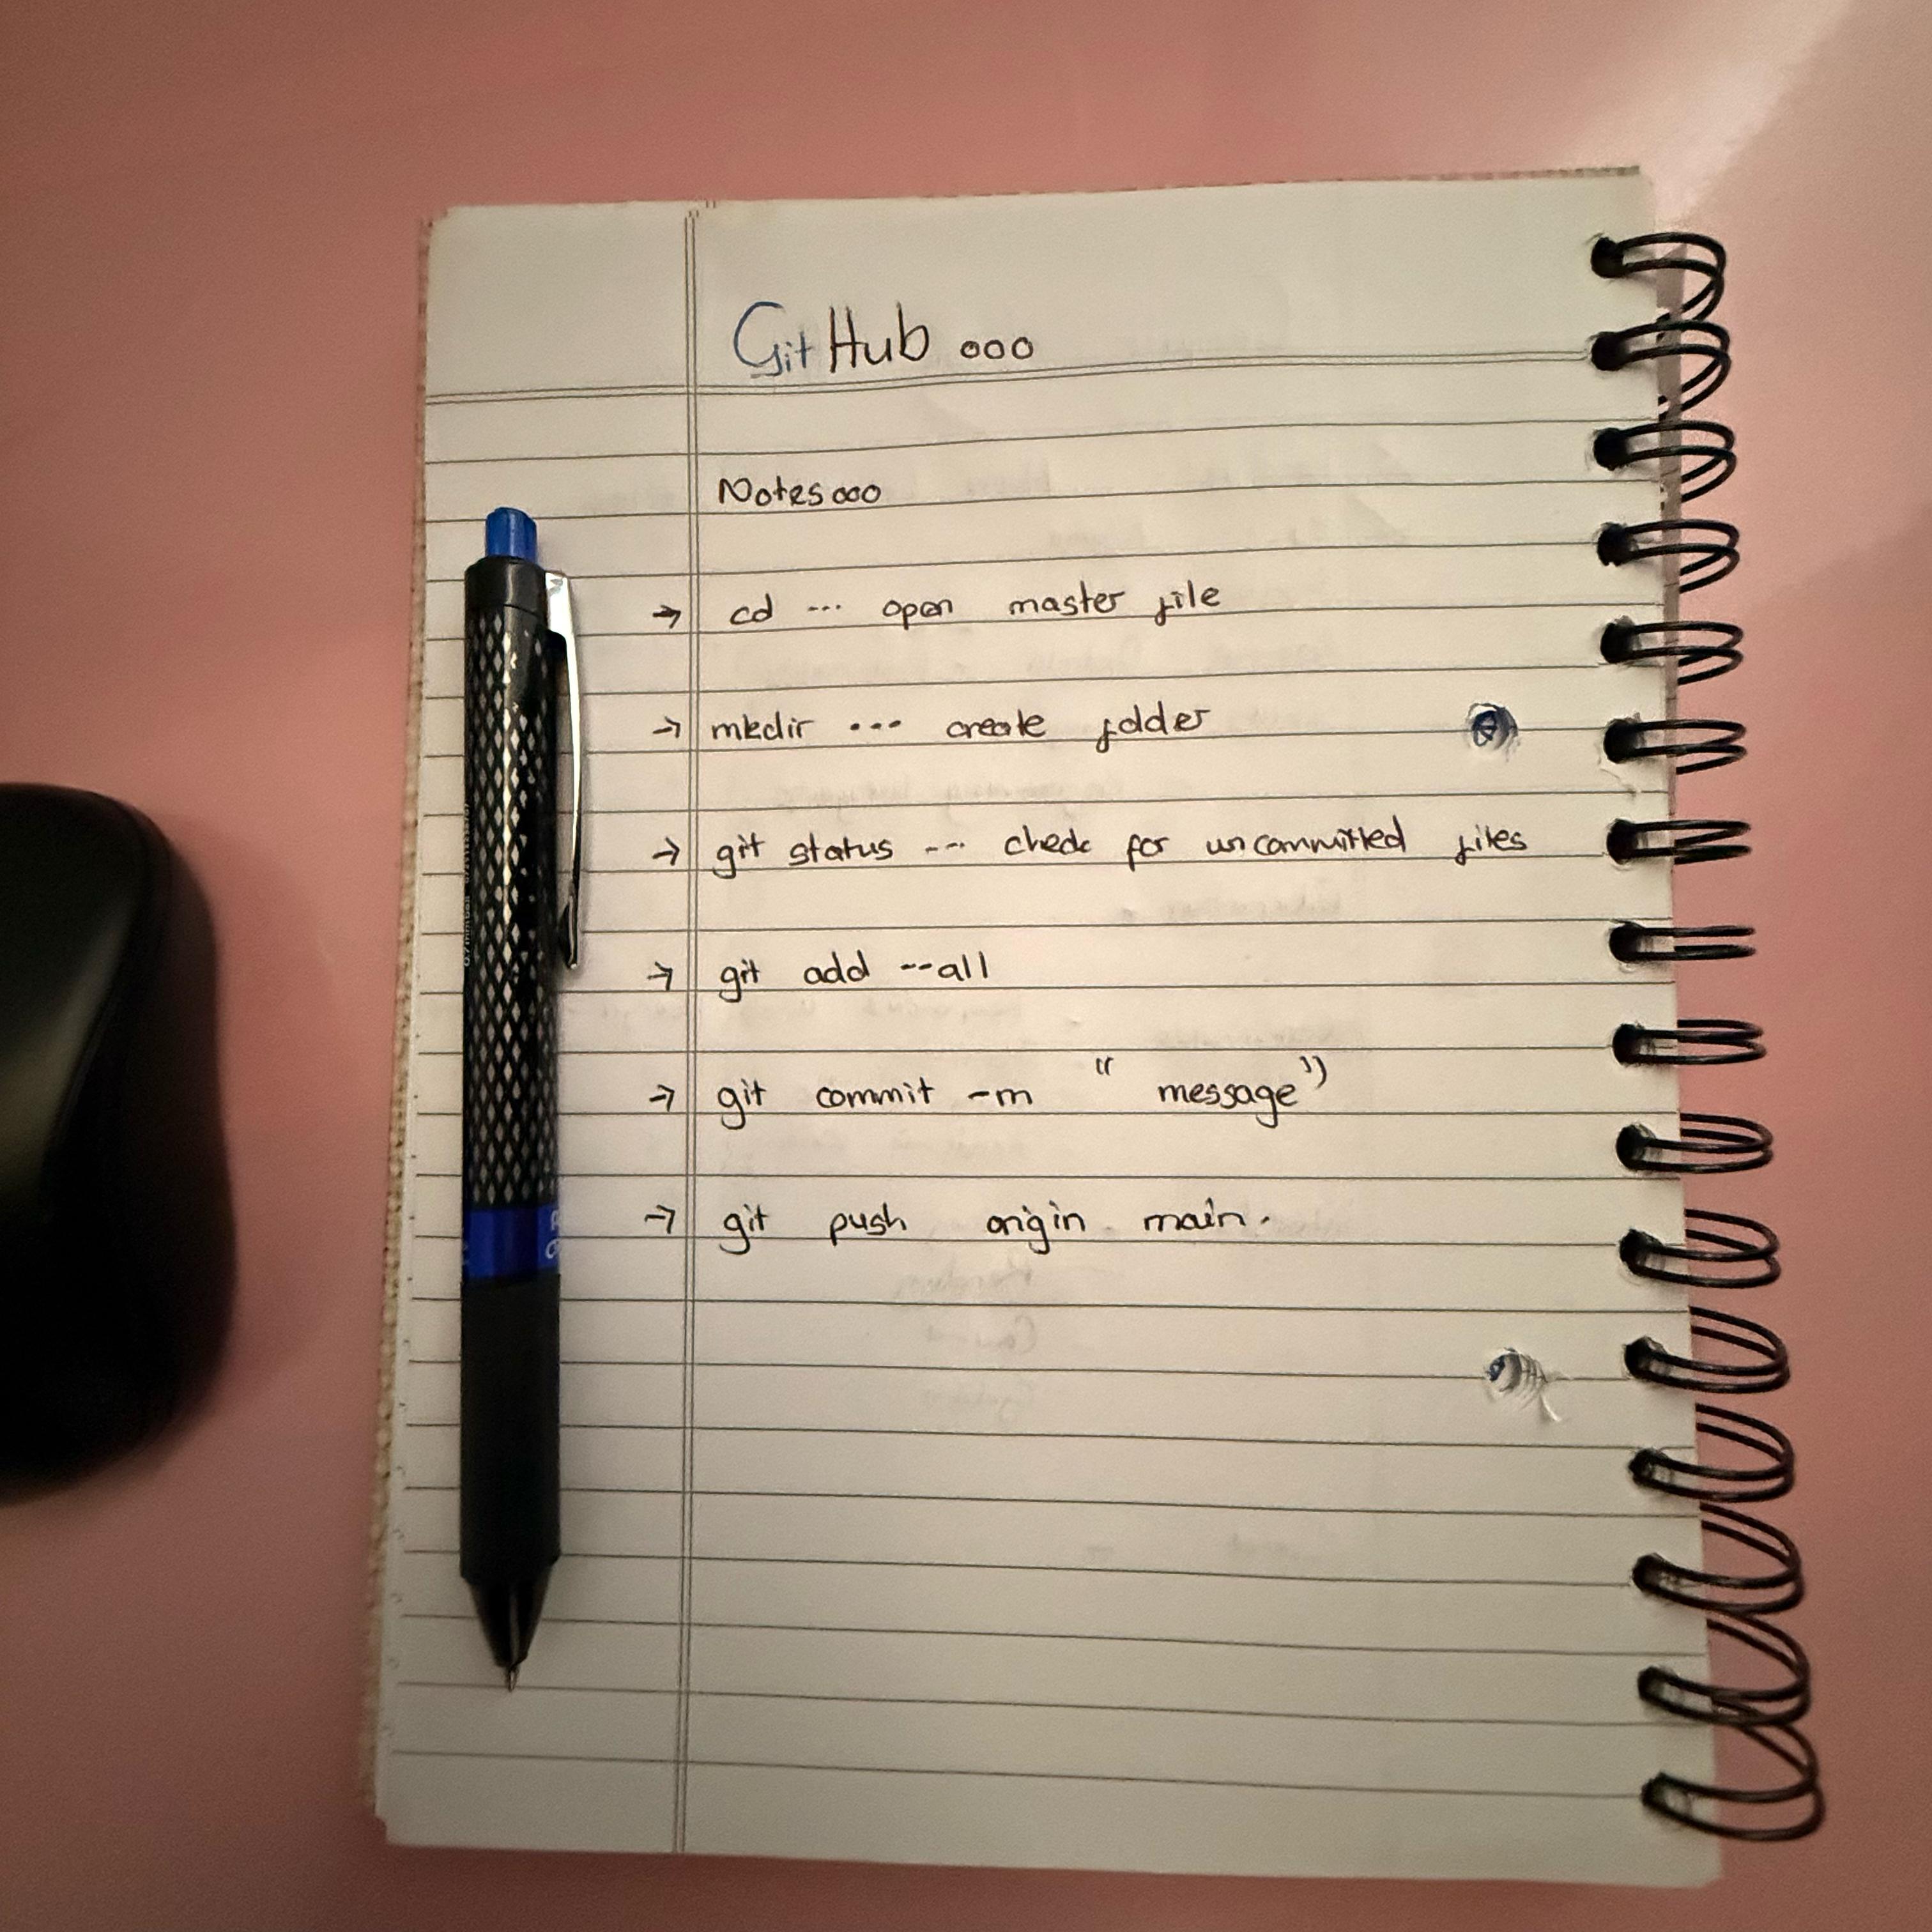 GitHub ooo
Notes ooo
→ cd --- open master file
→ mkdir ••• create folder
→ git status --- check for uncommitted files
→ git add --all
→ git commit -m " message"
→ git push origin main.